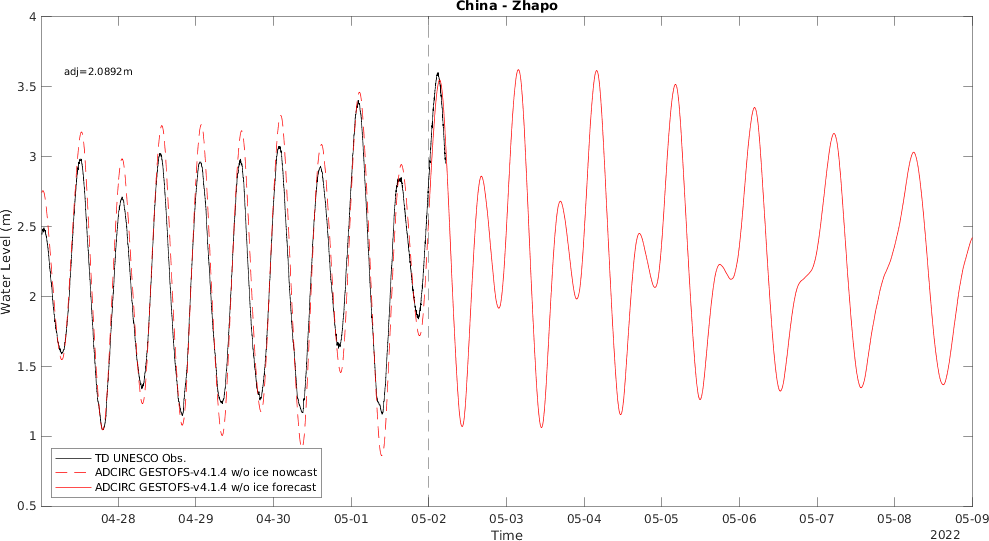 China - Zhapo
adj=2.0892m
Water Level (m)
4
3.5
3
2.5
2
1.5
1
0.5
TD UNESCO Obs.
ADCIRC GESTOFS-v4.1.4 w/o ice nowcast
ADCIRC GESTOFS-v4.1.4 w/o ice forecast
04-28 04-29 04-30 05-01 05-02 05-03 05-04 05-05 05-06 05-07 05-08 05-09
Time
2022